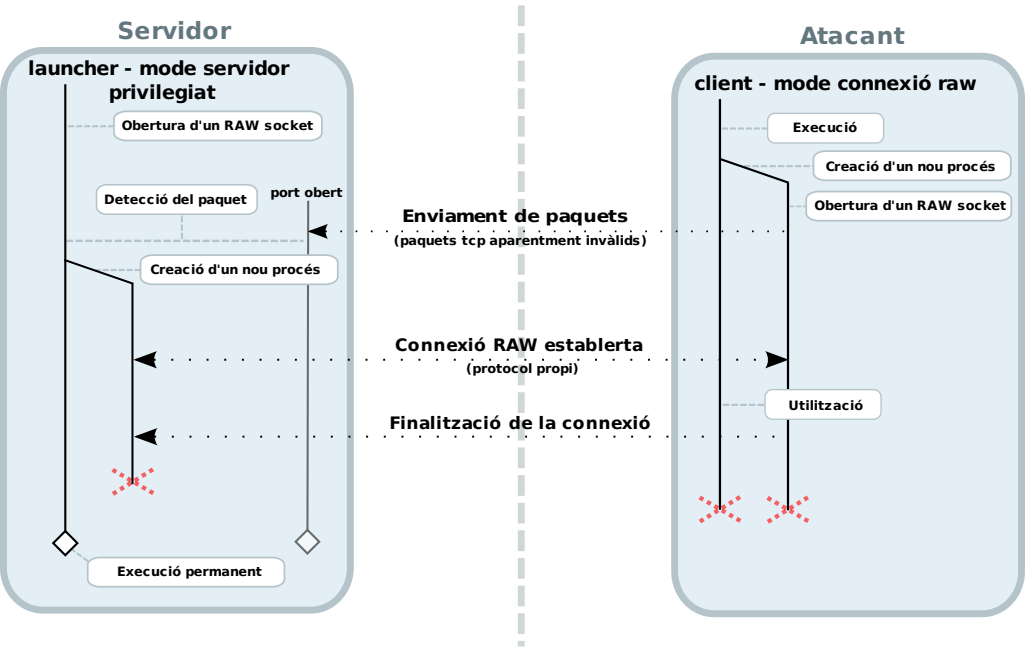 Servidor
launcher - mode servidor
privilegiat
Obertura d'un RAW socket
Detecció del paquet
port obert
Creació d'un nou procés
Execució permanent
Enviament de paquets
(paquets tcp aparentment invàlids)
Connexió RAW establerta
(protocol propi)
Finalització de la connexió
Atacant
client - mode connexió raw
Execució
Creació d'un nou procés
Obertura d'un RAW socket
Utilització